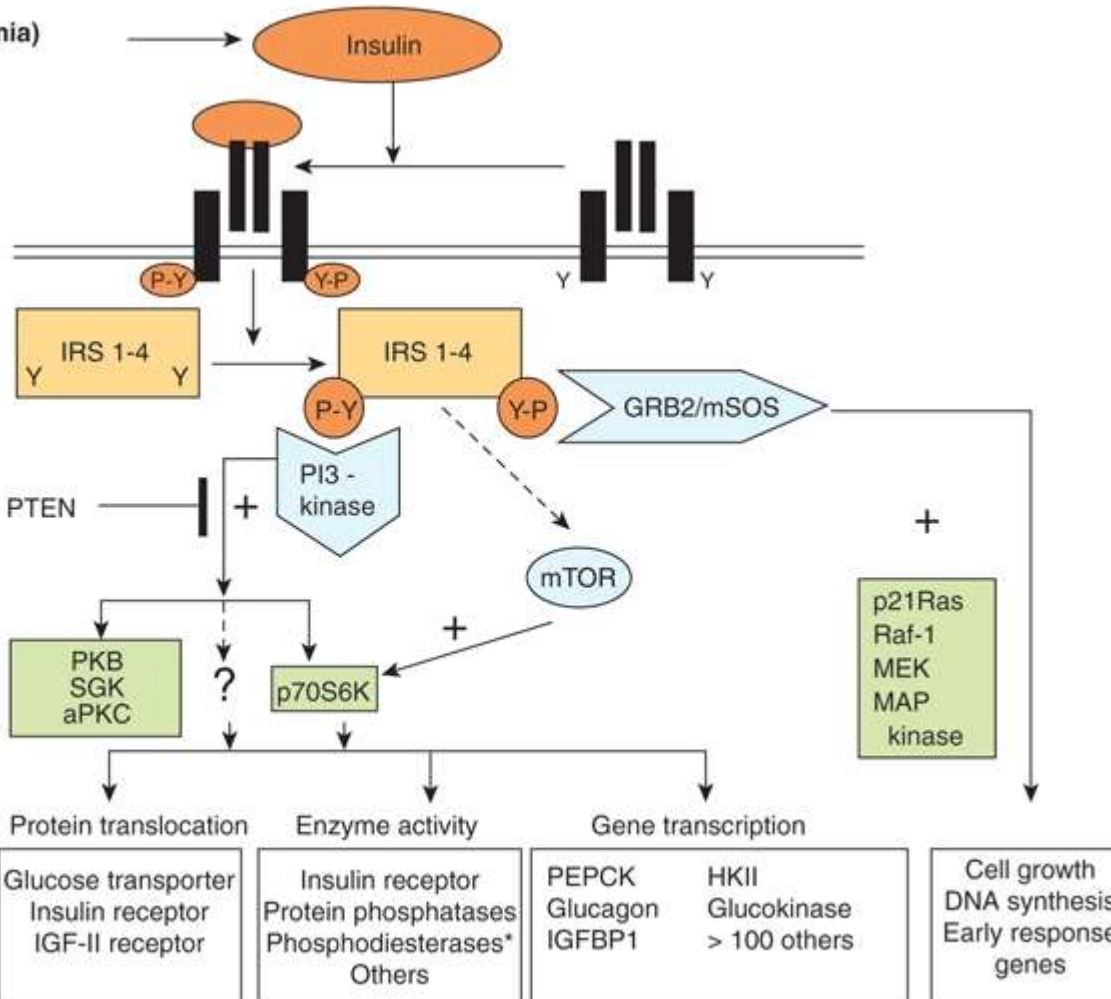 nia)
Insulin
P-Y
Y-P
Y
Y
IRS 1-4
Y Y
IRS 1-4
P-Y
Y-P
GRB2/mSOS
PI3 -
kinase
PTEN
+
+
mTOR
+
p21Ras
Raf-1
MEK
MAP
kinase
PKB
SGK
aPKC
?
p70S6K
Protein translocation
Glucose transporter
Insulin receptor
IGF-II receptor
Enzyme activity
Insulin receptor
Protein phosphatases
Phosphodiesterases*
Others
Gene transcription
PEPCK HKII
Glucagon Glucokinase
IGFBP1 > 100 others
Cell growth
DNA synthesis
Early response
genes